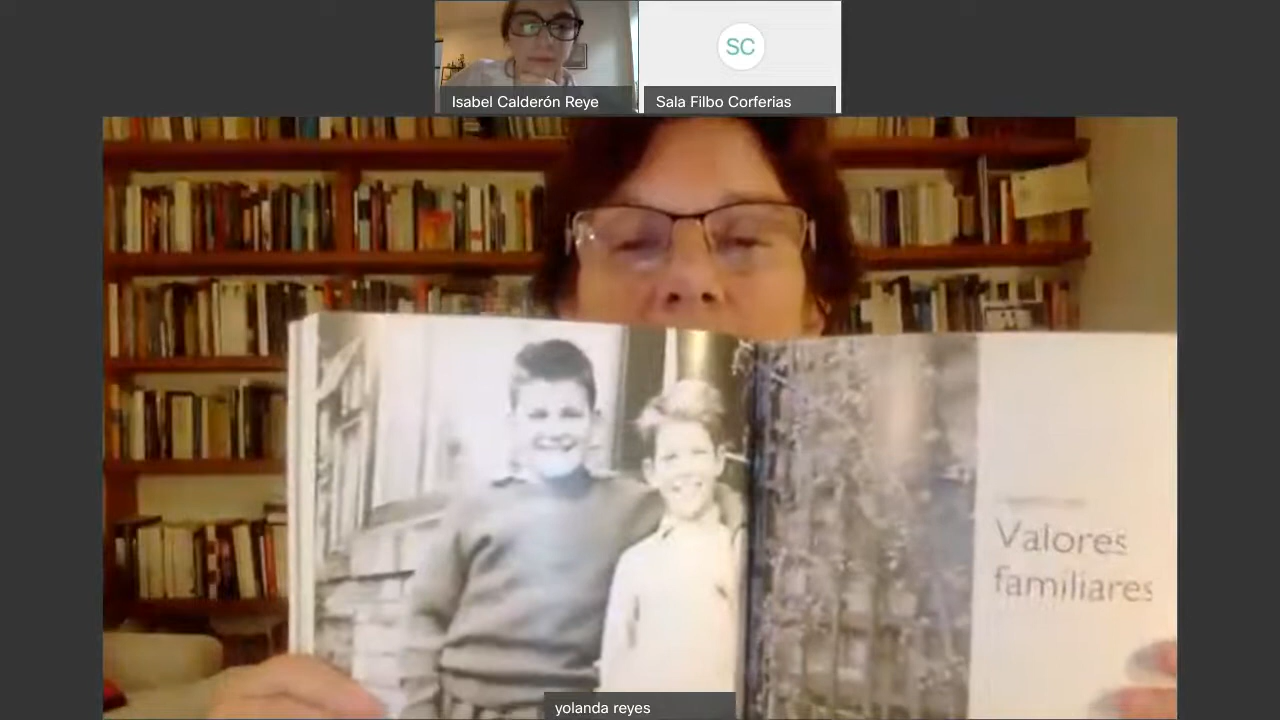 SC
Isabel Calderón Reye
Sala Filbo Corferias
Valores
familiares
yolanda reyes